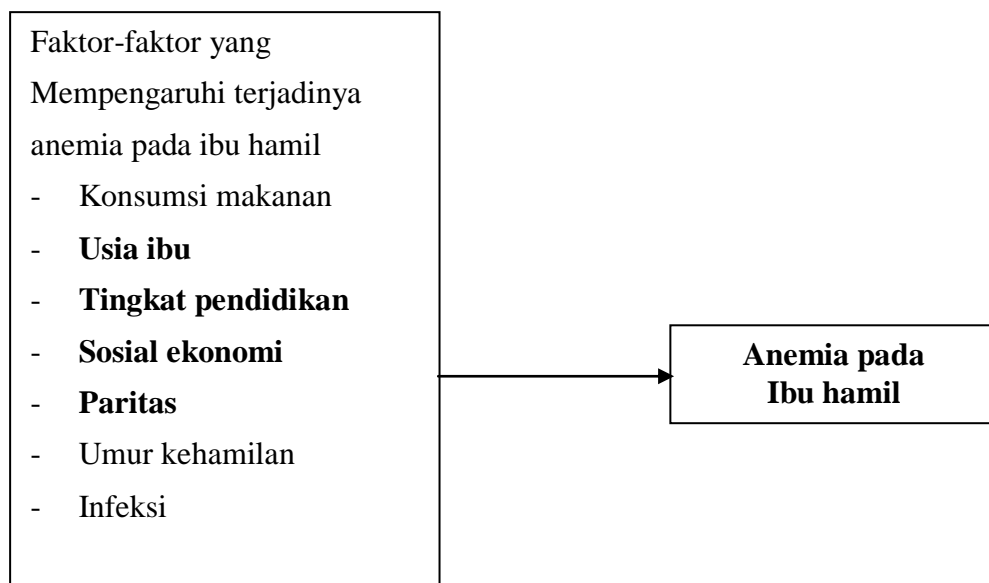 Faktor-faktor yang
Mempengaruhi terjadinya
anemia pada ibu hamil
- Konsumsi makanan
- Usia ibu
- Tingkat pendidikan
- Sosial ekonomi
- Paritas
- Umur kehamilan
- Infeksi
Anemia pada
Ibu hamil